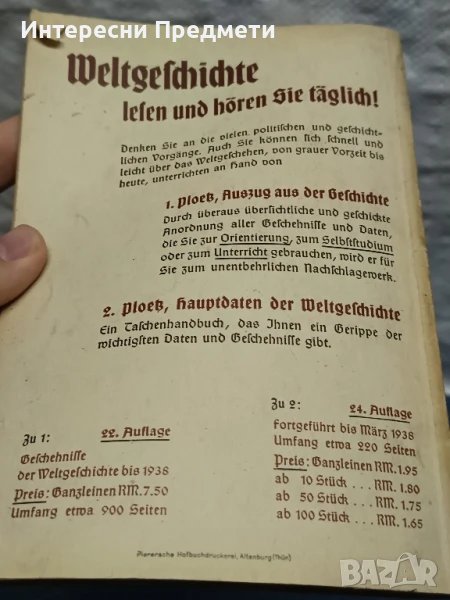 Интересни Предмети
Weltgeschichte
lesen und hören Sie täglich!
Denken Sie an die vielen politischen und geschicht-
lichen Vorgänge. Auch Sie können sich schnell und
leicht über das Weltgeschehen, von grauer Vorzeit bis
heute, unterrichten an Hand von
1. Ploetz, Auszug aus der Geschichte
Durch überaus übersichtliche und geschickte
Anordnung aller Geschehnisse und Daten,
die Sie zur Orientierung, zum Selbststudium
oder zum Unterricht gebrauchen, wird er für
Sie zum unentbehrlichen Nachschlagewerk.
2. Ploetz, Hauptdaten der Weltgeschichte
Ein Taschenhandbuch, das Ihnen ein Gerippe der
wichtigsten Daten und Geschehnisse gibt.
Zu 1: 22. Auflage
Geschehnisse
der Weltgeschichte bis 1938
Preis: Ganzleinen RM. 7.50
Umfang etwa 900 Seiten
Zu 2: 24. Auflage
Fortgeführt bis März 1938
Umfang etwa 220 Seiten
Preis: Ganzleinen RM. 1.95
ab 10 Stück . . . RM. 1.80
ab 50 Stück . . . RM. 1.75
ab 100 Stück . . . RM. 1.65
Pierersche Hofbuchdruckerei, Altenburg (Thür.)
BAZAR